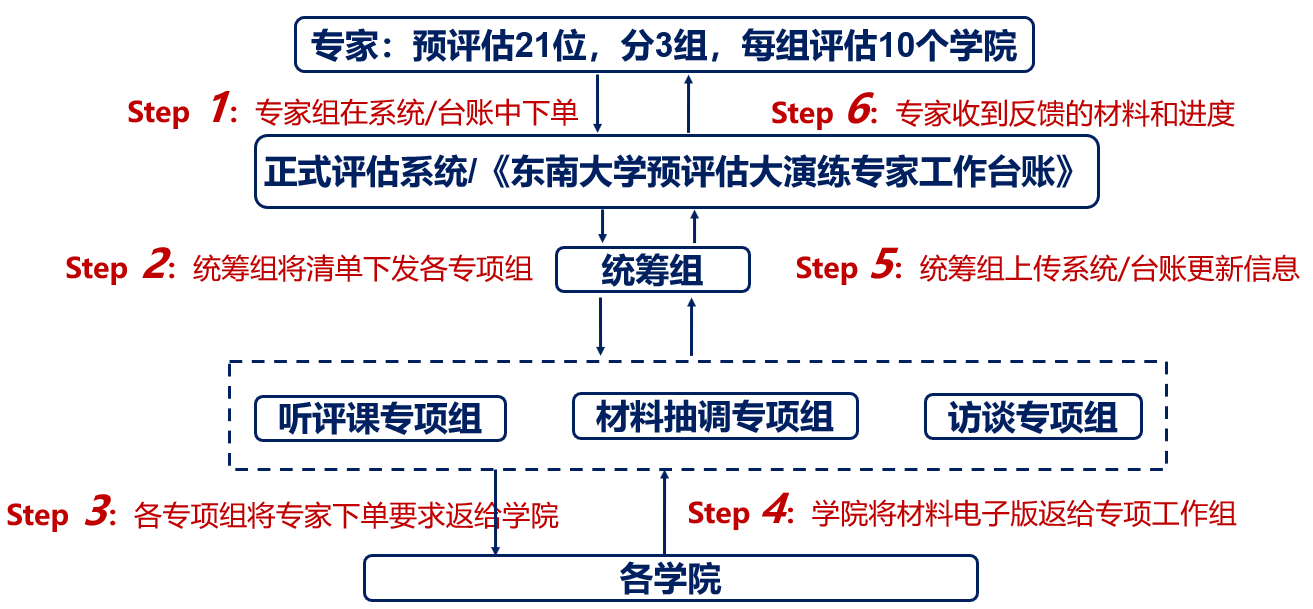 专家：预评估21位，分3组，每组评估10个学院
Step 1: 专家组在系统/台账中下单
Step 6: 专家收到反馈的材料和进度
正式评估系统/《东南大学预评估大演练专家工作台账》
Step 2: 统筹组将清单下发各专项组
统筹组
Step 5: 统筹组上传系统/台账更新信息
听评课专项组
材料抽调专项组
访谈专项组
Step 3: 各专项组将专家下单要求返给学院
Step 4: 学院将材料电子版返给专项工作组
各学院